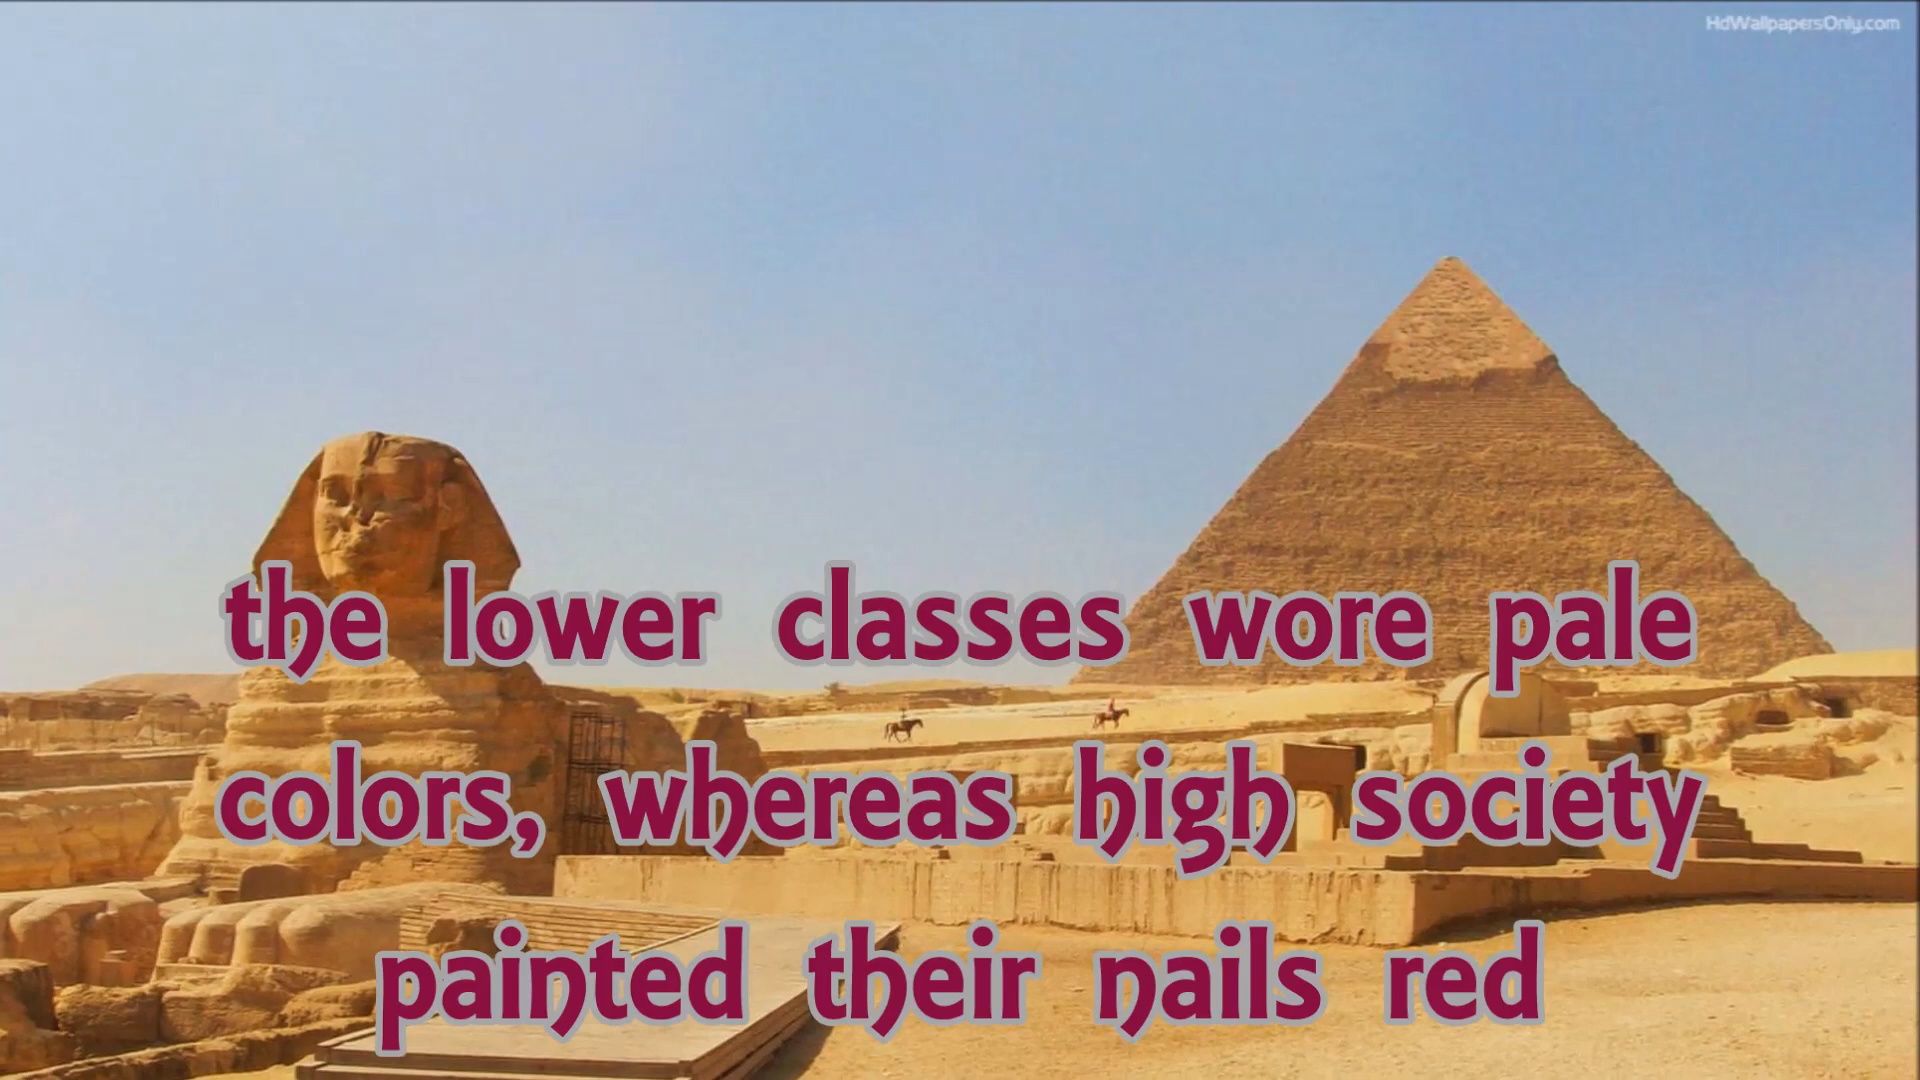 HdWallpapersOnly.com
the lower classes wore pale
colors, whereas high society
painted their nails red